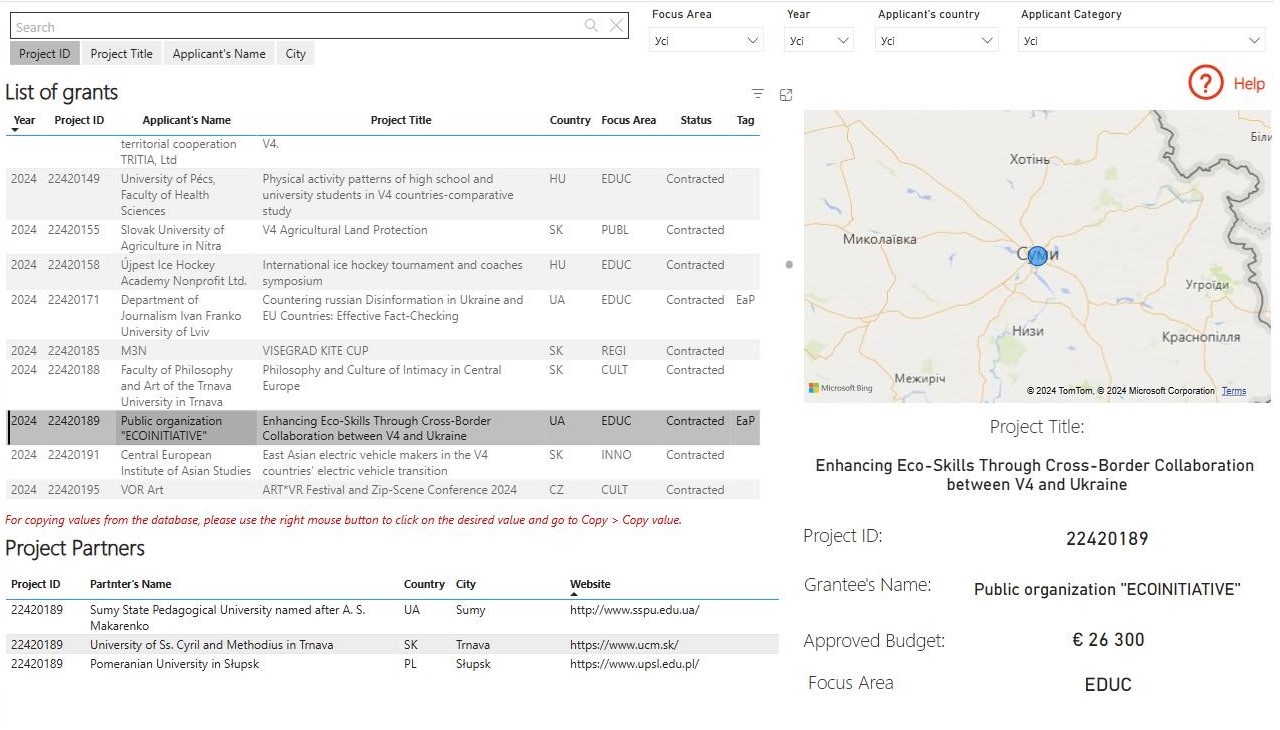 Search
Focus Area
Year
Applicant's country
Applicant Category
Усі
Усі
Усі
Усі
Project ID
Project Title
Applicant's Name
City
Help
List of grants
Year Project ID Applicant's Name Project Title Country Focus Area Status Tag
territorial cooperation V4.
TRITIA, Ltd
2024 22420149 University of Pécs, Physical activity patterns of high school and HU EDUC Contracted
Faculty of Health university students in V4 countries-comparative
Sciences study
2024 22420155 Slovak University of V4 Agricultural Land Protection SK PUBL Contracted
Agriculture in Nitra
2024 22420158 Újpest Ice Hockey International ice hockey tournament and coaches HU EDUC Contracted
Academy Nonprofit Ltd. symposium
2024 22420171 Department of Countering russian Disinformation in Ukraine and UA EDUC Contracted EaP
Journalism Ivan Franko EU Countries: Effective Fact-Checking
University of Lviv
2024 22420185 M3N VISEGRAD KITE CUP SK REGI Contracted
2024 22420188 Faculty of Philosophy Philosophy and Culture of Intimacy in Central SK CULT Contracted
and Art of the Trnava Europe
University in Trnava
2024 22420189 Public organization Enhancing Eco-Skills Through Cross-Border UA EDUC Contracted EaP
"ECOINITIATIVE" Collaboration between V4 and Ukraine
2024 22420191 Central European East Asian electric vehicle makers in the V4 SK INNO Contracted
Institute of Asian Studies countries' electric vehicle transition
2024 22420195 VOR Art ART*VR Festival and Zip-Scene Conference 2024 CZ CULT Contracted
For copying values from the database, please use the right mouse button to click on the desired value and go to Copy > Copy value.
Project Partners
Project ID Partnter's Name Country City Website
22420189 Sumy State Pedagogical University named after A. S. UA Sumy http://www.sspu.edu.ua/
Makarenko
22420189 University of Ss. Cyril and Methodius in Trnava SK Trnava https://www.ucm.sk/
22420189 Pomeranian University in Słupsk PL Słupsk https://www.upsl.edu.pl/
Біли
Хотінь
Миколаївка
Суми
Угроїди
Низи
Краснопілля
Межиріч
Microsoft Bing
© 2024 TomTom, © 2024 Microsoft Corporation Terms
Project Title:
Enhancing Eco-Skills Through Cross-Border Collaboration
between V4 and Ukraine
Project ID: 22420189
Grantee's Name: Public organization "ECOINITIATIVE"
Approved Budget: € 26 300
Focus Area EDUC